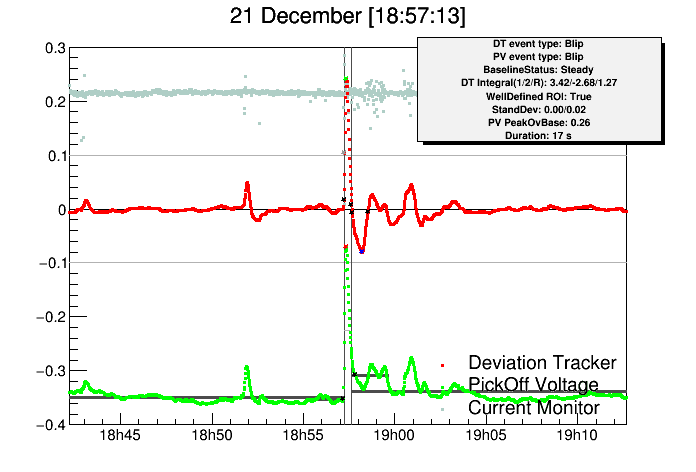 21 December [18:57:13]
DT event type: Blip
PV event type: Blip
BaselineStatus: Steady
DT Integral(1/2/R): 3.42/-2.68/1.27
WellDefined ROI: True
StandDev: 0.00/0.02
PV PeakOvBase: 0.26
Duration: 17 s
0.3
0.2
0.1
0
−0.1
−0.2
−0.3
−0.4
Deviation Tracker
PickOff Voltage
Current Monitor
18h45
18h50
18h55
19h00
19h05
19h10